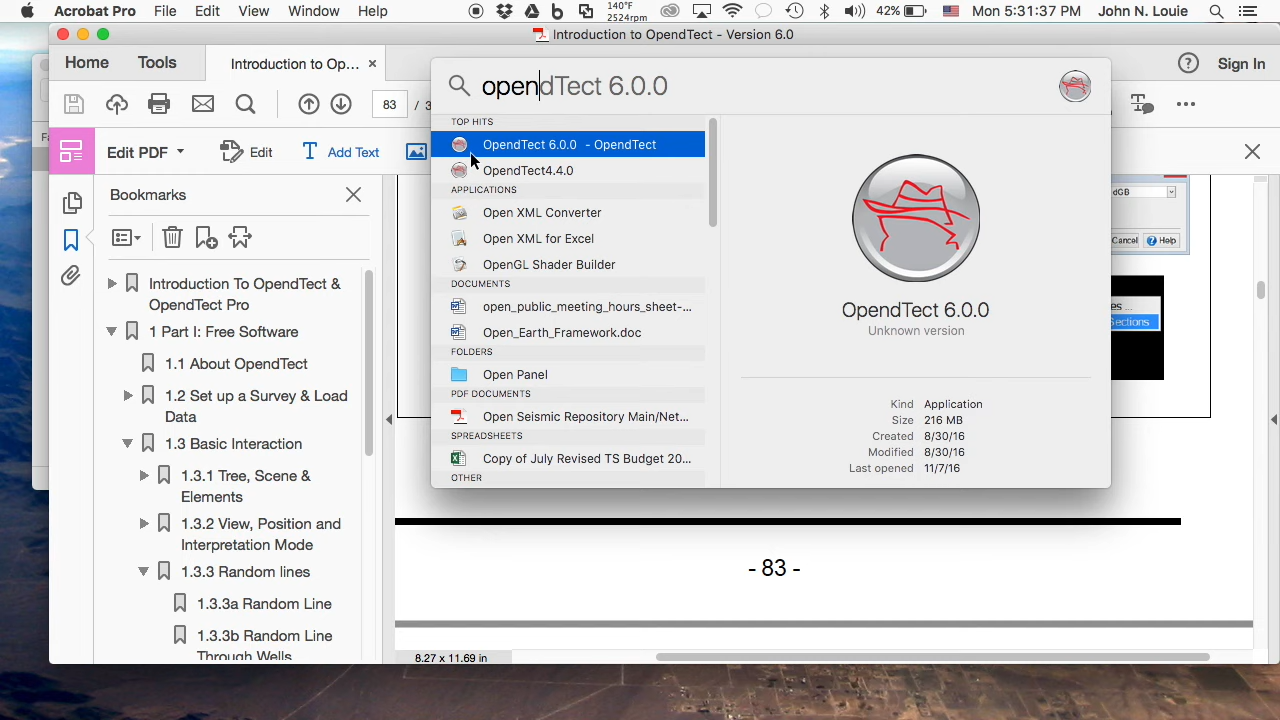 Acrobat Pro File Edit View Window Help 140°F 2524rpm 42% Mon 5:31:37 PM John N. Louie
Introduction to OpendTect - Version 6.0
Home Tools Introduction to Op... × ? Sign In
83 / 3
Edit PDF Edit Add Text
Bookmarks
Introduction To OpendTect &
OpendTect Pro
1 Part I: Free Software
1.1 About OpendTect
1.2 Set up a Survey & Load
Data
1.3 Basic Interaction
1.3.1 Tree, Scene &
Elements
1.3.2 View, Position and
Interpretation Mode
1.3.3 Random lines
1.3.3a Random Line
1.3.3b Random Line
Through Wells
opendTect 6.0.0
TOP HITS
OpendTect 6.0.0 - OpendTect
OpendTect4.4.0
APPLICATIONS
Open XML Converter
Open XML for Excel
OpenGL Shader Builder
DOCUMENTS
open_public_meeting_hours_sheet-...
Open_Earth_Framework.doc
FOLDERS
Open Panel
PDF DOCUMENTS
Open Seismic Repository Main/Net...
SPREADSHEETS
Copy of July Revised TS Budget 20...
OTHER
OpendTect 6.0.0
Unknown version
Kind Application
Size 216 MB
Created 8/30/16
Modified 8/30/16
Last opened 11/7/16
dGB
Cancel Help
es ...
Sections
- 83 -
8.27 x 11.69 in